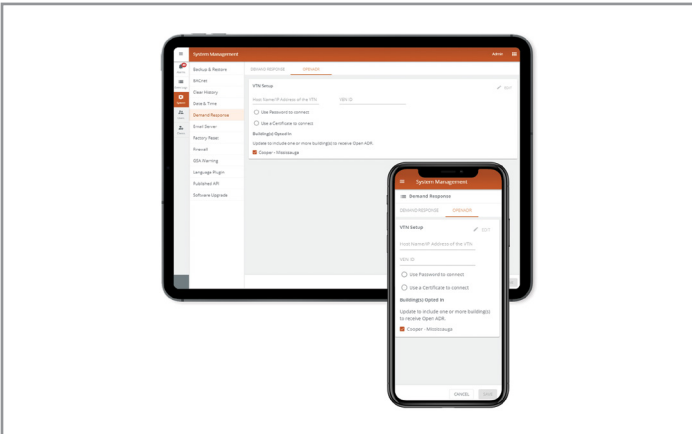 System Management
Admin
Backup & Restore
BACnet
Clear History
Date & Time
Demand Response
Email Server
Factory Reset
Firewall
IDEA Warning
Language Plugin
Published API
Software Upgrade
DEMAND RESPONSE
OPENADR
VTN Setup
EDIT
Host Name/IP Address of the VTN
VEN ID
Use Password to connect
Use a Certificate to connect
Building(s) Opted In
Update to include one or more building(s) to receive Open ADR.
Cooper - Mississauga
System Management
Demand Response
DEMAND RESPONSE
OPENADR
VTN Setup
EDIT
Host Name/IP Address of the VTN
VEN ID
Use Password to connect
Use a Certificate to connect
Building(s) Opted In
Update to include one or more building(s)
to receive Open ADR.
Cooper - Mississauga
CANCEL
SAVE